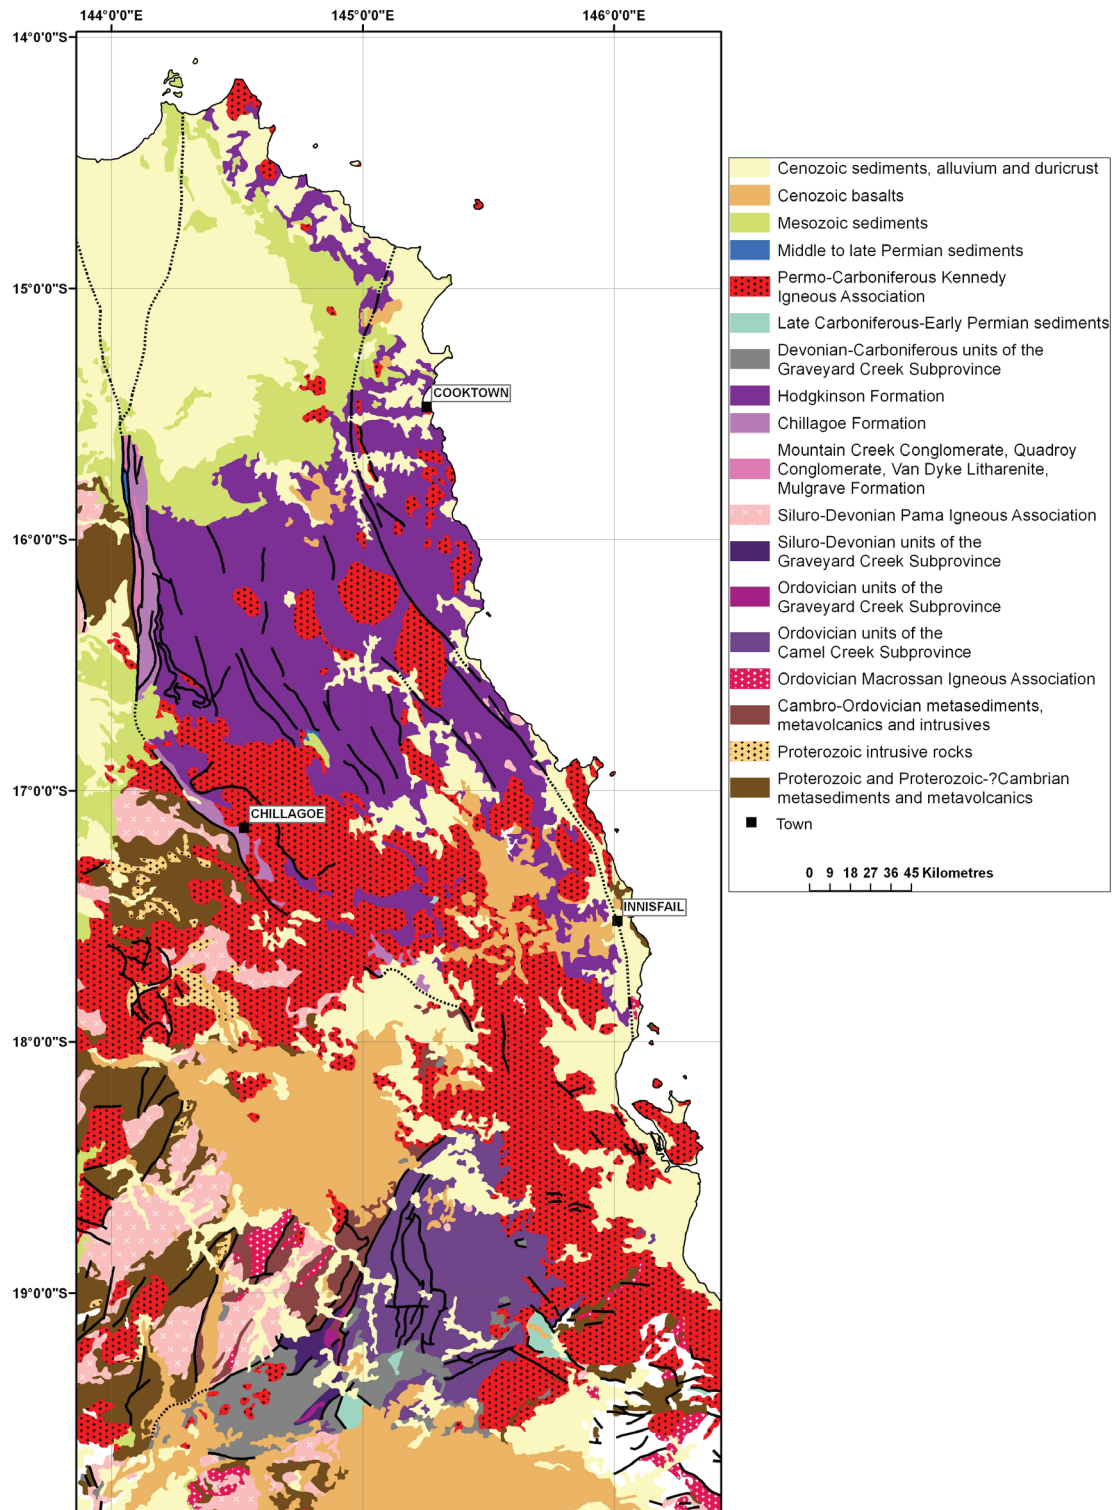 144°0'0"E 145°0'0"E 146°0'0"E
14°0'0"S
15°0'0"S
16°0'0"S
17°0'0"S
18°0'0"S
19°0'0"S
COOKTOWN
CHILLAGOE
INNISFAIL
Cenozoic sediments, alluvium and duricrust
Cenozoic basalts
Mesozoic sediments
Middle to late Permian sediments
Permo-Carboniferous Kennedy
Igneous Association
Late Carboniferous-Early Permian sediments
Devonian-Carboniferous units of the
Graveyard Creek Subprovince
Hodgkinson Formation
Chillagoe Formation
Mountain Creek Conglomerate, Quadroy
Conglomerate, Van Dyke Litharenite,
Mulgrave Formation
Siluro-Devonian Pama Igneous Association
Siluro-Devonian units of the
Graveyard Creek Subprovince
Ordovician units of the
Graveyard Creek Subprovince
Ordovician units of the
Camel Creek Subprovince
Ordovician Macrossan Igneous Association
Cambro-Ordovician metasediments,
metavolcanics and intrusives
Proterozoic intrusive rocks
Proterozoic and Proterozoic-?Cambrian
metasediments and metavolcanics
Town
0 9 18 27 36 45 Kilometres